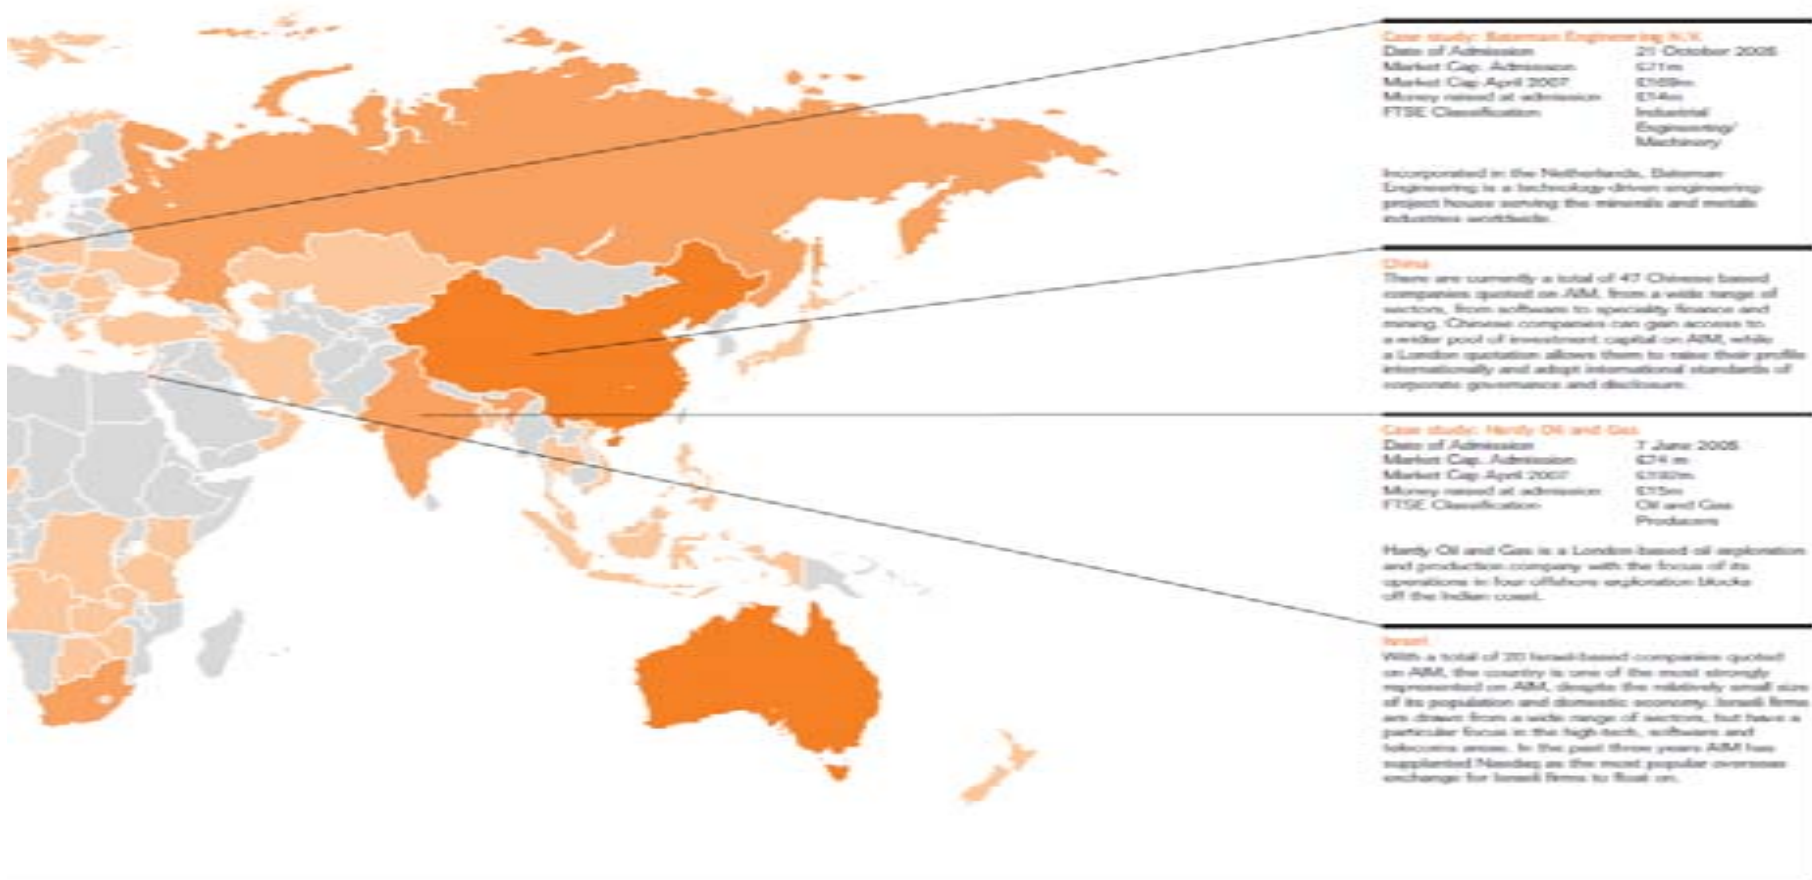 Case study: Bateman Engineering N.V.
Date of Admission 21 October 2005
Market Cap. Admission £71m
Market Cap April 2007 £169m
Money raised at admission £14m
FTSE Classification Industrial
Engineering/
Machinery
Incorporated in the Netherlands, Bateman
Engineering is a technology-driven engineering
project house serving the minerals and metals
industries worldwide.
China
There are currently a total of 47 Chinese based
companies quoted on AIM, from a wide range of
sectors, from software to speciality finance and
mining. Chinese companies can gain access to
a wider pool of investment capital on AIM, while
a London quotation allows them to raise their profile
internationally and adopt international standards of
corporate governance and disclosure.
Case study: Hardy Oil and Gas
Date of Admission 7 June 2005
Market Cap. Admission £74 m
Market Cap April 2007
Money raised at admission £15m
FTSE Classification Oil and Gas
Producers
Hardy Oil and Gas is a London-based oil exploration
and production company with the focus of its
operations in four offshore exploration blocks
off the Indian coast.
Israel
With a total of 20 Israel-based companies quoted
on AIM, the country is one of the most strongly
represented on AIM, despite the relatively small size
of its population and domestic economy. Israeli firms
are drawn from a wide range of sectors, but have a
particular focus in the high-tech, software and
telecoms areas. In the past three years AIM has
supplanted Nasdaq as the most popular overseas
exchange for Israeli firms to float on.